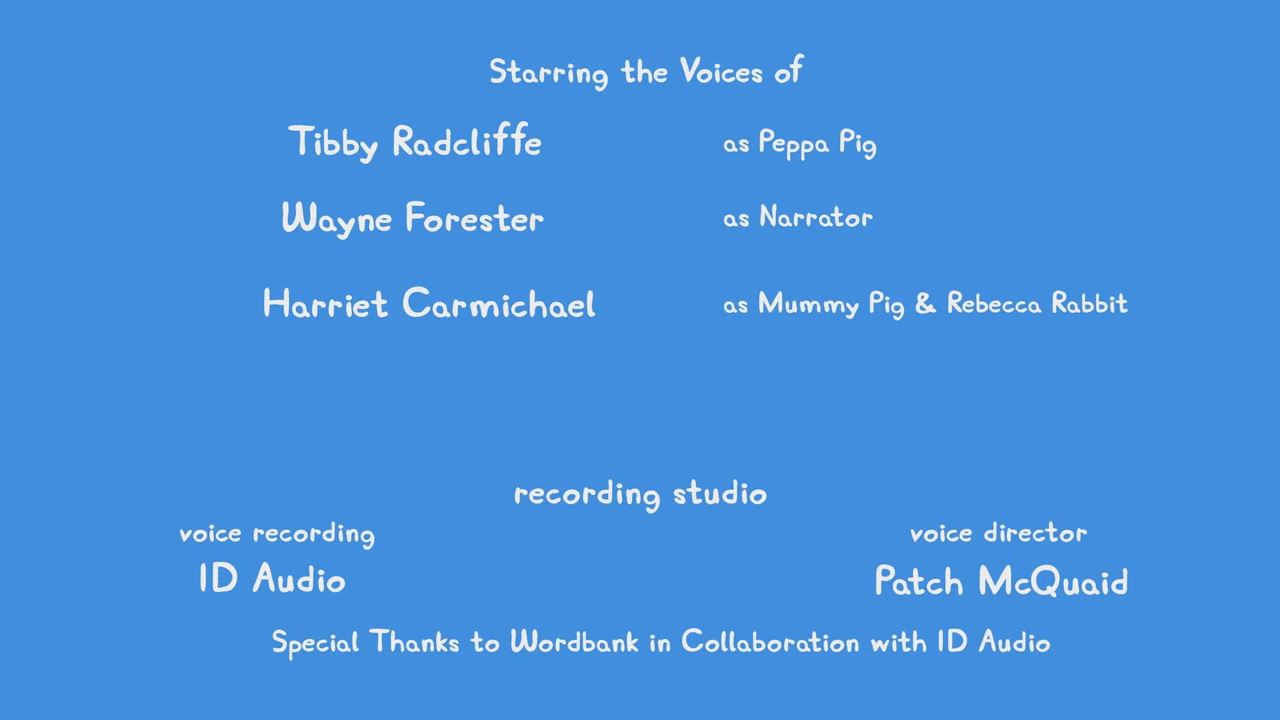 Starring the Voices of
Tibby Radcliffe as Peppa Pig
Wayne Forester as Narrator
Harriet Carmichael as Mummy Pig & Rebecca Rabbit
recording studio
voice recording voice director
ID Audio Patch McQuaid
Special Thanks to Wordbank in Collaboration with ID Audio